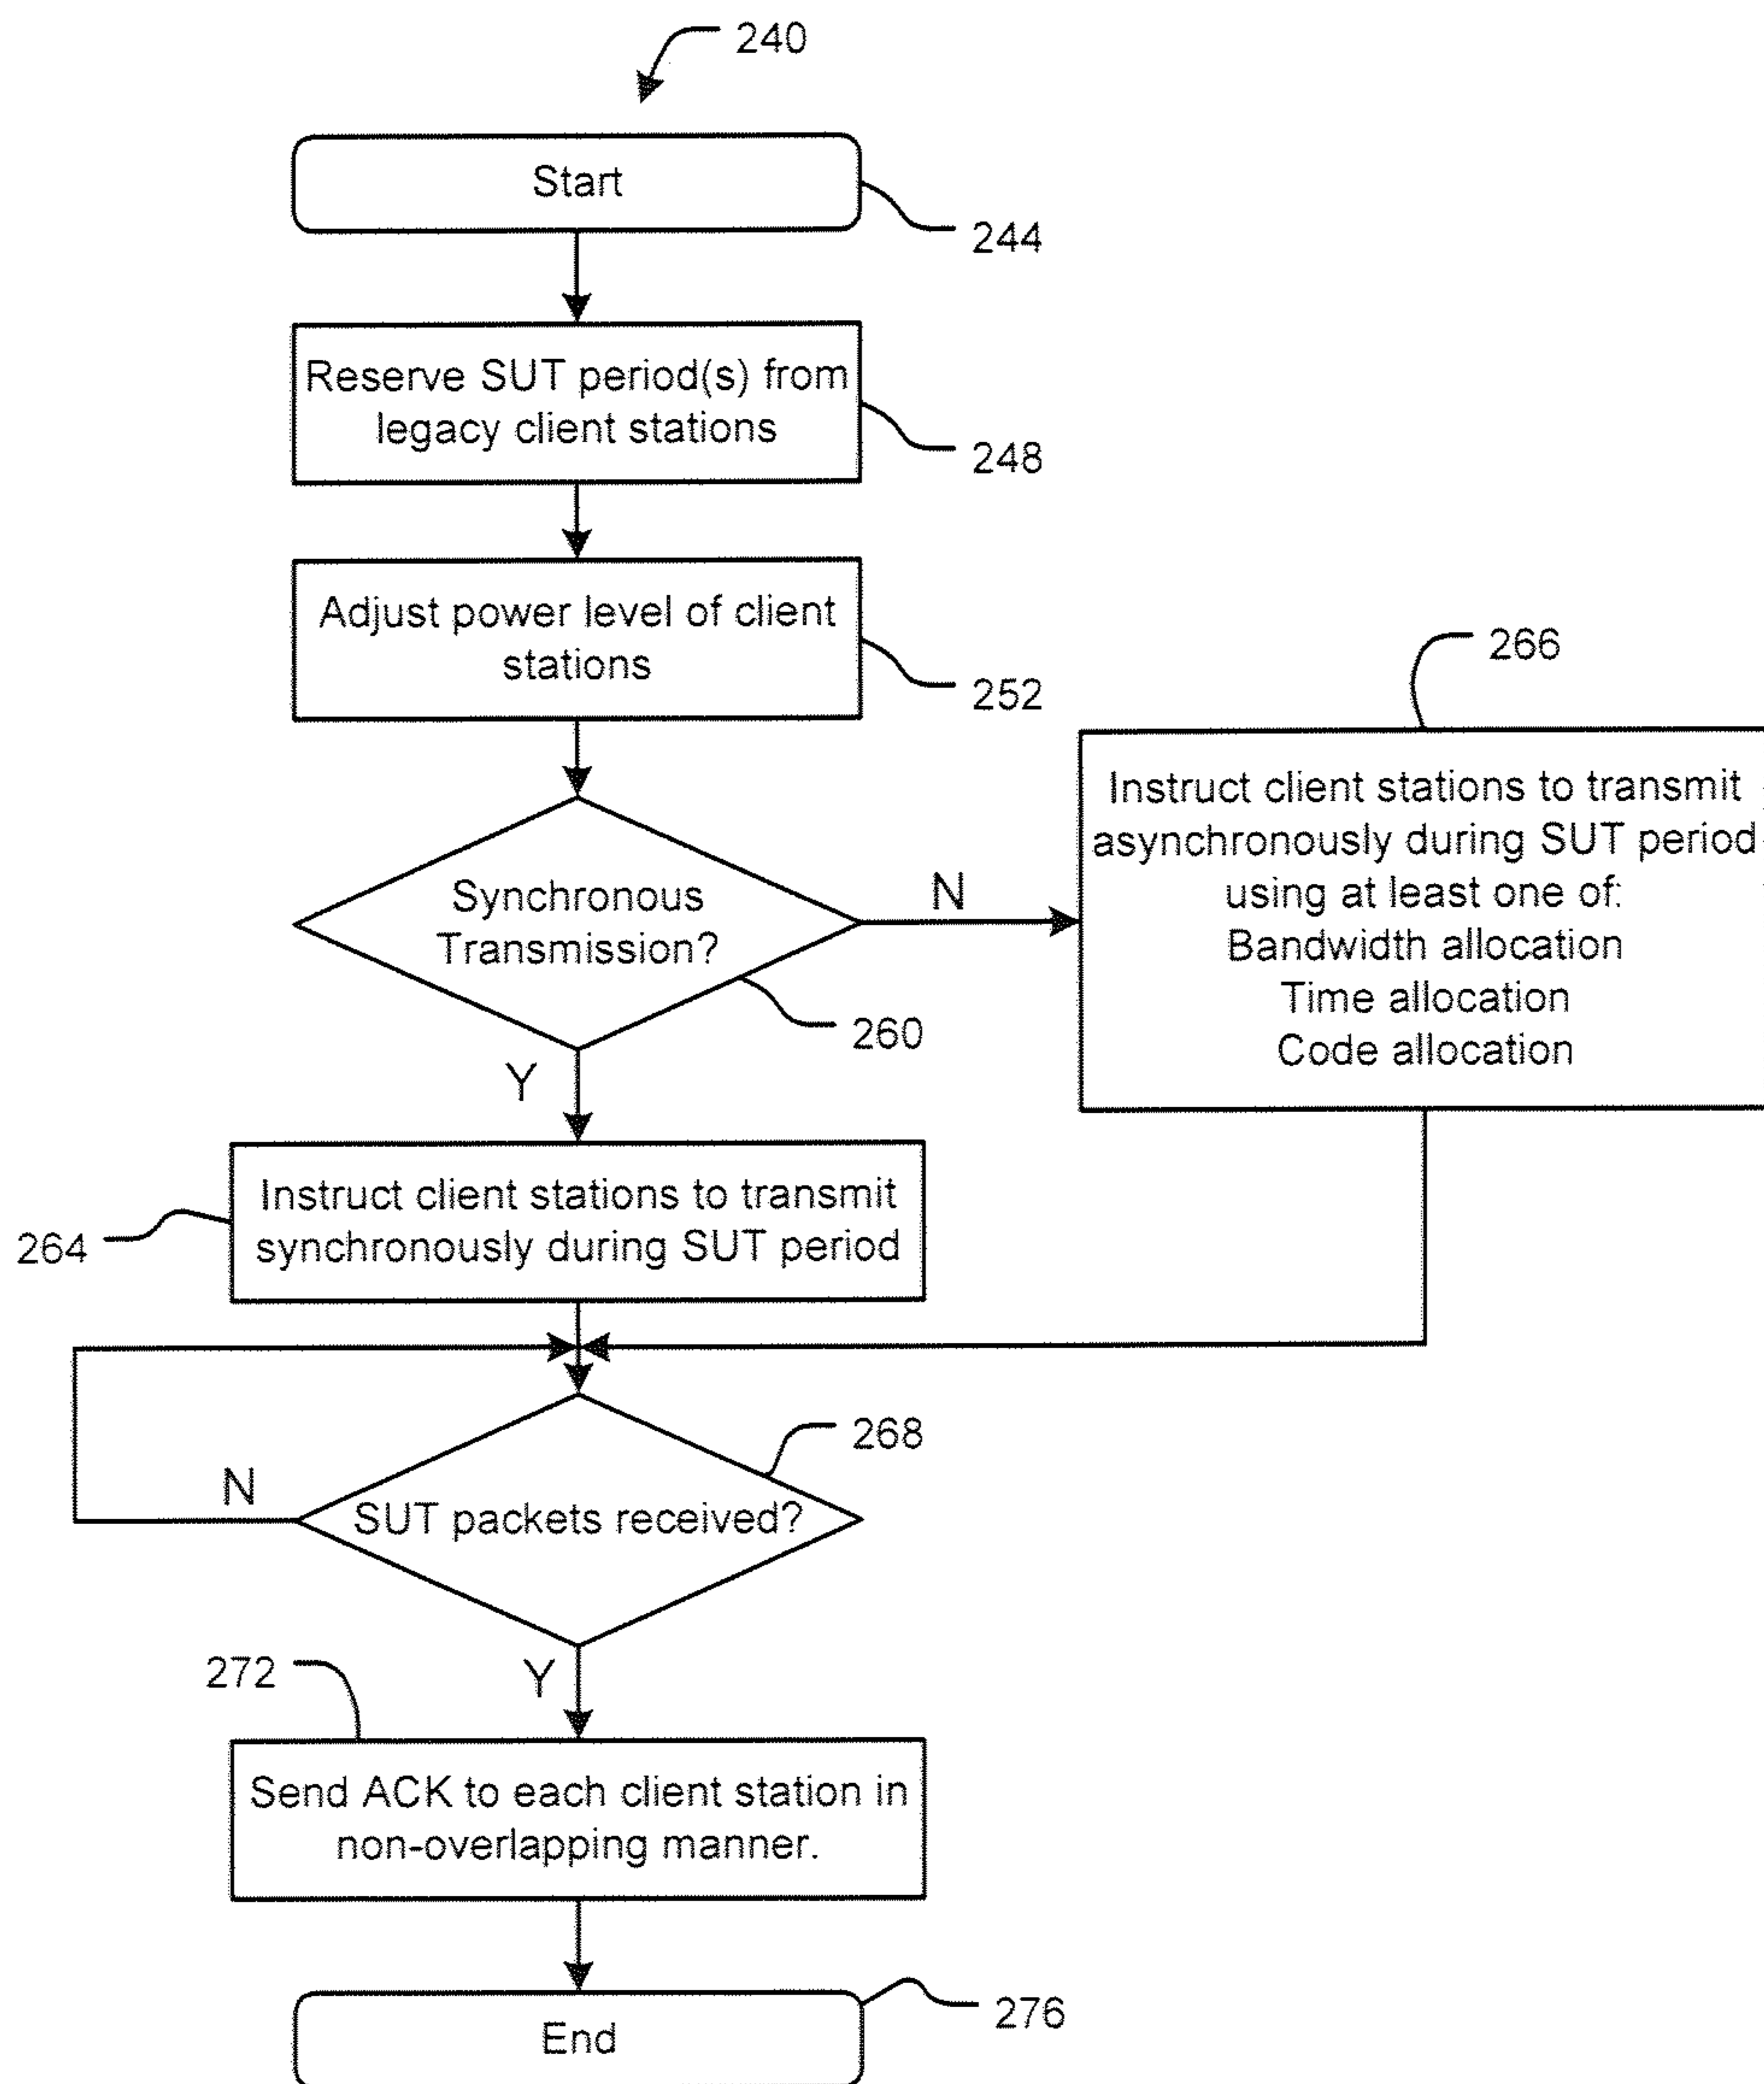 240
Start
244
Reserve SUT period(s) from
legacy client stations
248
Adjust power level of client
stations
252
266
Instruct client stations to transmit
asynchronously during SUT period
using at least one of:
Bandwidth allocation
Time allocation
Code allocation
Synchronous
Transmission?
N
260
Y
264
Instruct client stations to transmit
synchronously during SUT period
268
N
SUT packets received?
272
Y
Send ACK to each client station in
non-overlapping manner.
276
End